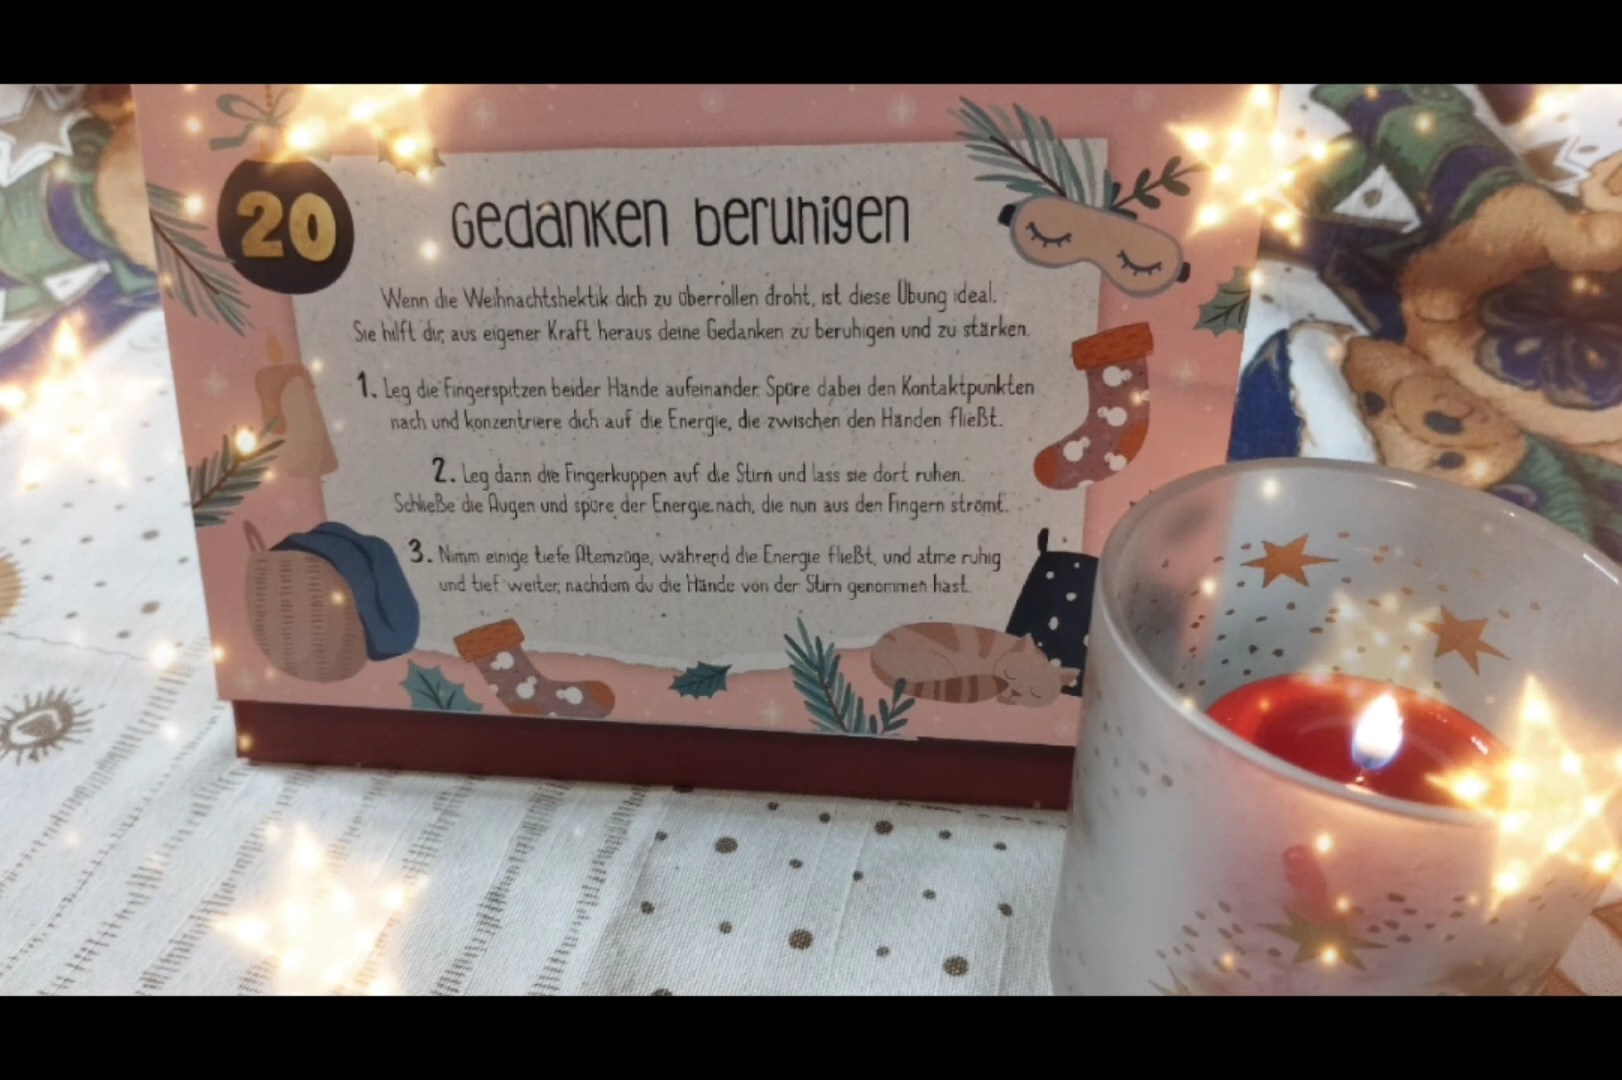 20
Gedanken beruhigen
Wenn die Weihnachtshektik dich zu überrollen droht, ist diese Übung ideal.
Sie hilft dir, aus eigener Kraft heraus deine Gedanken zu beruhigen und zu stärken.
1. Leg die Fingerspitzen beider Hände aufeinander. Spüre dabei den Kontaktpunkten
nach und konzentriere dich auf die Energie, die zwischen den Händen fließt.
2. Leg dann die Fingerkuppen auf die Stirn und lass sie dort ruhen.
Schließe die Augen und spüre der Energie nach, die nun aus den Fingern strömt.
3. Nimm einige tiefe Atemzüge, während die Energie fließt, und atme ruhig
und tief weiter, nachdem du die Hände von der Stirn genommen hast.